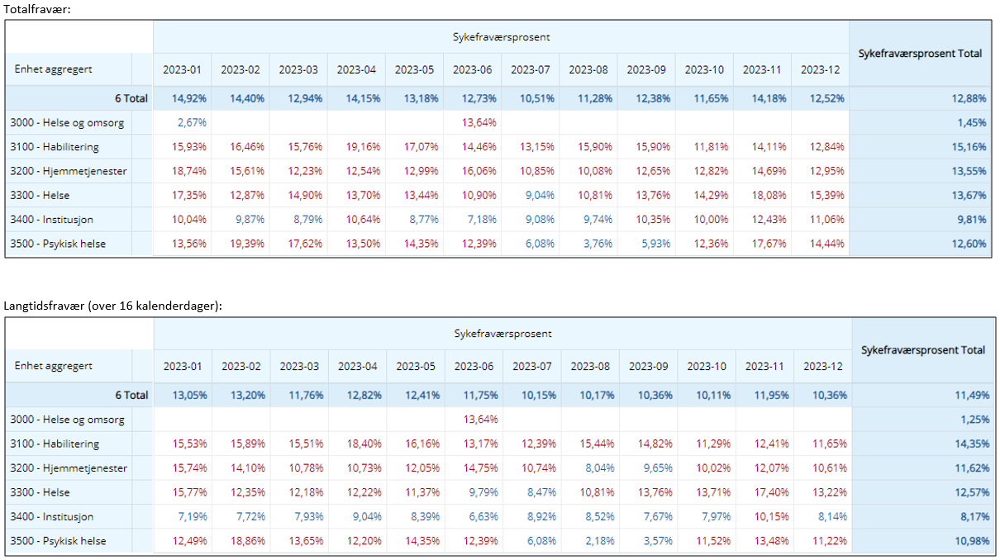 Totalfravær:
Sykefraværsprosent
Sykefraværsprosent Total
Enhet aggregert 2023-01 2023-02 2023-03 2023-04 2023-05 2023-06 2023-07 2023-08 2023-09 2023-10 2023-11 2023-12
6 Total 14,92% 14,40% 12,94% 14,15% 13,18% 12,73% 10,51% 11,28% 12,38% 11,65% 14,18% 12,52% 12,88%
3000 - Helse og omsorg 2,67% 13,64% 1,45%
3100 - Habilitering 15,93% 16,46% 15,76% 19,16% 17,07% 14,46% 13,15% 15,90% 15,90% 11,81% 14,11% 12,84% 15,16%
3200 - Hjemmetjenester 18,74% 15,61% 12,23% 12,54% 12,99% 16,06% 10,85% 10,08% 12,65% 12,82% 14,69% 12,95% 13,55%
3300 - Helse 17,35% 12,87% 14,90% 13,70% 13,44% 10,90% 9,04% 10,81% 13,76% 14,29% 18,08% 15,39% 13,67%
3400 - Institusjon 10,04% 9,87% 8,79% 10,64% 8,77% 7,18% 9,08% 9,74% 10,35% 10,00% 12,43% 11,06% 9,81%
3500 - Psykisk helse 13,56% 19,39% 17,62% 13,50% 14,35% 12,39% 6,08% 3,76% 5,93% 12,36% 17,67% 14,44% 12,60%
Langtidsfravær (over 16 kalenderdager):
Sykefraværsprosent
Sykefraværsprosent Total
Enhet aggregert 2023-01 2023-02 2023-03 2023-04 2023-05 2023-06 2023-07 2023-08 2023-09 2023-10 2023-11 2023-12
6 Total 13,05% 13,20% 11,76% 12,82% 12,41% 11,75% 10,15% 10,17% 10,36% 10,11% 11,95% 10,36% 11,49%
3000 - Helse og omsorg 13,64% 1,25%
3100 - Habilitering 15,53% 15,89% 15,51% 18,40% 16,16% 13,17% 12,39% 15,44% 14,82% 11,29% 12,41% 11,65% 14,35%
3200 - Hjemmetjenester 15,74% 14,10% 10,78% 10,73% 12,05% 14,75% 10,74% 8,04% 9,65% 10,02% 12,07% 10,61% 11,62%
3300 - Helse 15,77% 12,35% 12,18% 12,22% 11,37% 9,79% 8,47% 10,81% 13,76% 13,71% 17,40% 13,22% 12,57%
3400 - Institusjon 7,19% 7,72% 7,93% 9,04% 8,39% 6,63% 8,92% 8,52% 7,67% 7,97% 10,15% 8,14% 8,17%
3500 - Psykisk helse 12,49% 18,86% 13,65% 12,20% 14,35% 12,39% 6,08% 2,18% 3,57% 11,52% 13,48% 11,22% 10,98%